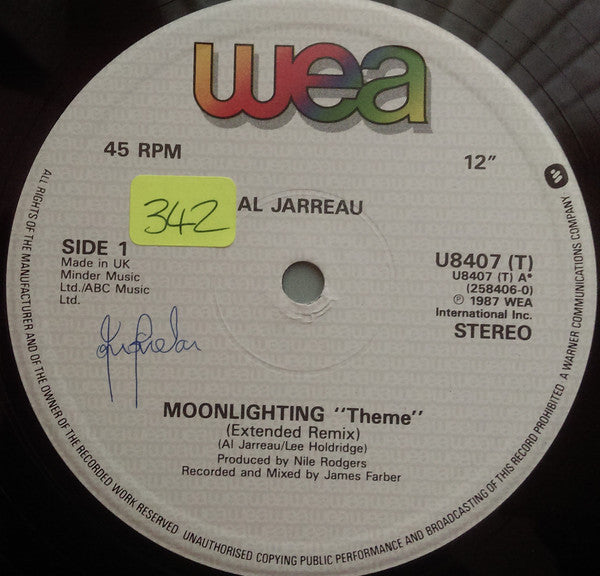 wea
45 RPM
12"
342
AL JARREAU
SIDE 1
Made in UK
Minder Music
Ltd./ABC Music
Ltd.
U8407 (T)
U8407 (T) A*
(258406-0)
℗ 1987 WEA
International Inc.
STEREO
MOONLIGHTING "Theme"
(Extended Remix)
(Al Jarreau/Lee Holdridge)
Produced by Nile Rodgers
Recorded and Mixed by James Farber
ALL RIGHTS OF THE MANUFACTURER AND OF THE OWNER OF THE RECORDED WORK RESERVED UNAUTHORISED COPYING PUBLIC PERFORMANCE AND BROADCASTING OF THIS RECORD PROHIBITED A WARNER COMMUNICATIONS COMPANY